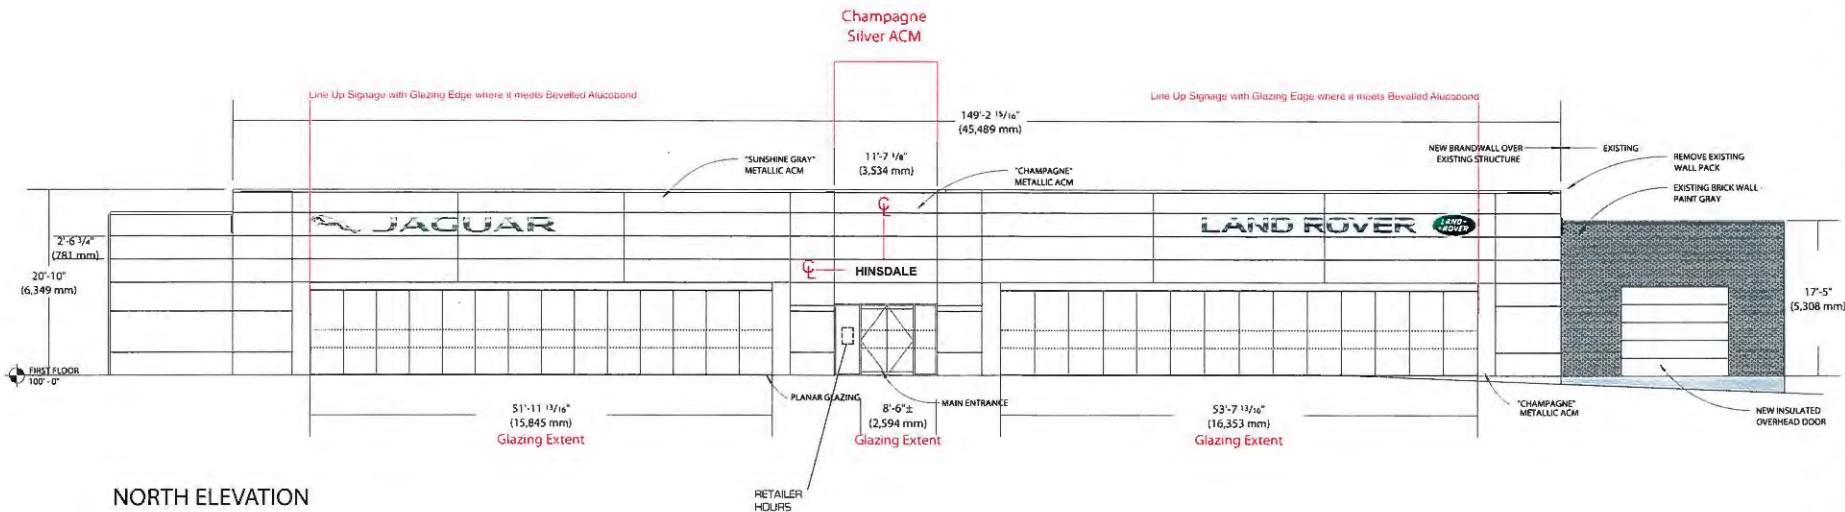 Champagne
Silver ACM
Line Up Signage with Glazing Edge where it meets Bevelled Alucobond
Line Up Signage with Glazing Edge where it meets Bevelled Alucobond
149'-2 15/16"
(45,489 mm)
11'-7 1/8"
(3,534 mm)
"SUNSHINE GRAY"
METALLIC ACM
"CHAMPAGNE"
METALLIC ACM
NEW BRANDWALL OVER
EXISTING STRUCTURE
EXISTING
REMOVE EXISTING
WALL PACK
EXISTING BRICK WALL -
PAINT GRAY
JAGUAR
LAND ROVER
LAND-
-ROVER
2'-6 3/4"
(781 mm)
20'-10"
(6,349 mm)
CL
CL
HINSDALE
17'-5"
(5,308 mm)
FIRST FLOOR
100'-0"
PLANAR GLAZING
MAIN ENTRANCE
51'-11 13/16"
(15,845 mm)
Glazing Extent
8'-6"±
(2,594 mm)
Glazing Extent
53'-7 13/16"
(16,353 mm)
Glazing Extent
"CHAMPAGNE"
METALLIC ACM
NEW INSULATED
OVERHEAD DOOR
NORTH ELEVATION
RETAILER
HOURS